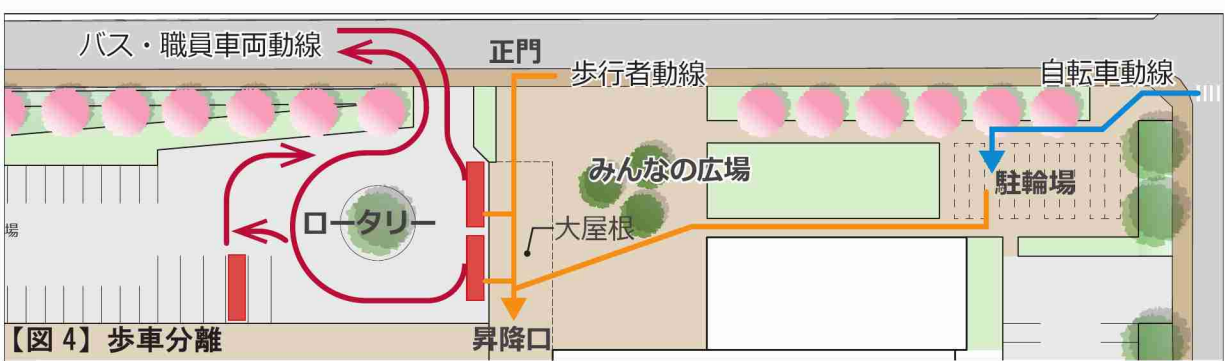 バス・職員車両動線
正門
歩行者動線
自転車動線
みんなの広場
駐輪場
ロータリー
大屋根
場
昇降口
【図 4】歩車分離